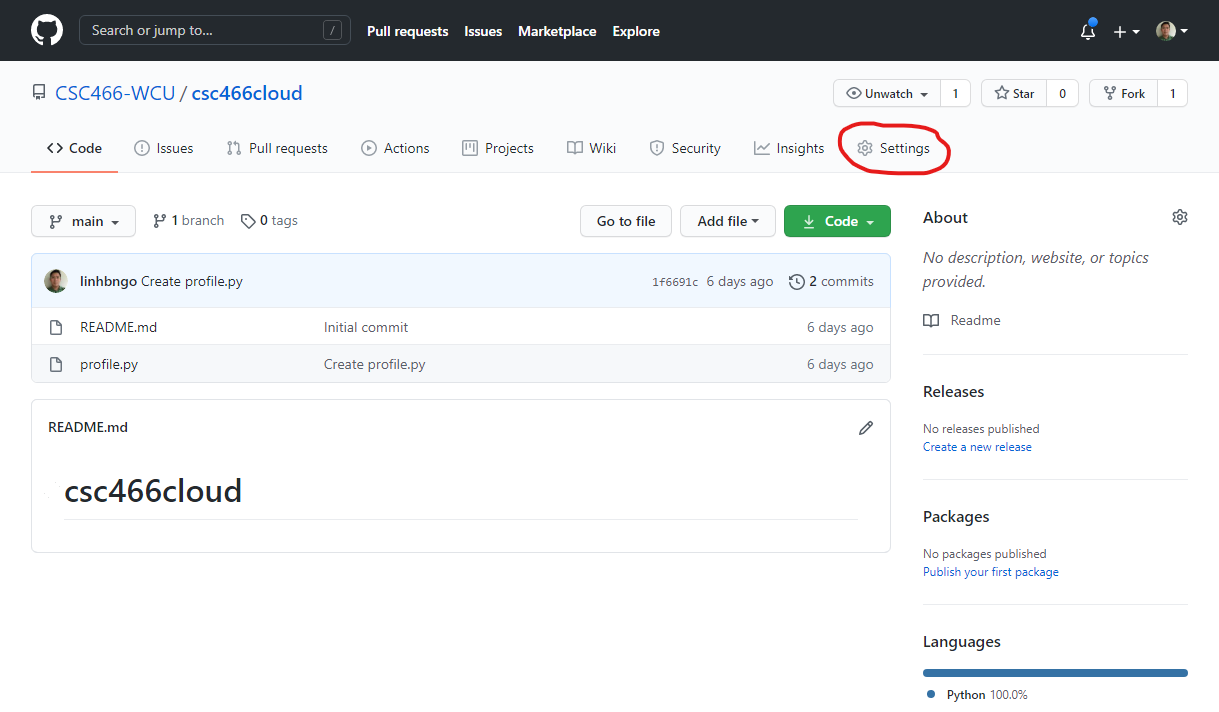 Search or jump to... / Pull requests Issues Marketplace Explore
CSC466-WCU / csc466cloud Unwatch 1 Star 0 Fork 1
Code Issues Pull requests Actions Projects Wiki Security Insights Settings
main 1 branch 0 tags Go to file Add file Code
linhbngo Create profile.py 1f6691c 6 days ago 2 commits
README.md Initial commit 6 days ago
profile.py Create profile.py 6 days ago
README.md
csc466cloud
About
No description, website, or topics
provided.
Readme
Releases
No releases published
Create a new release
Packages
No packages published
Publish your first package
Languages
Python 100.0%